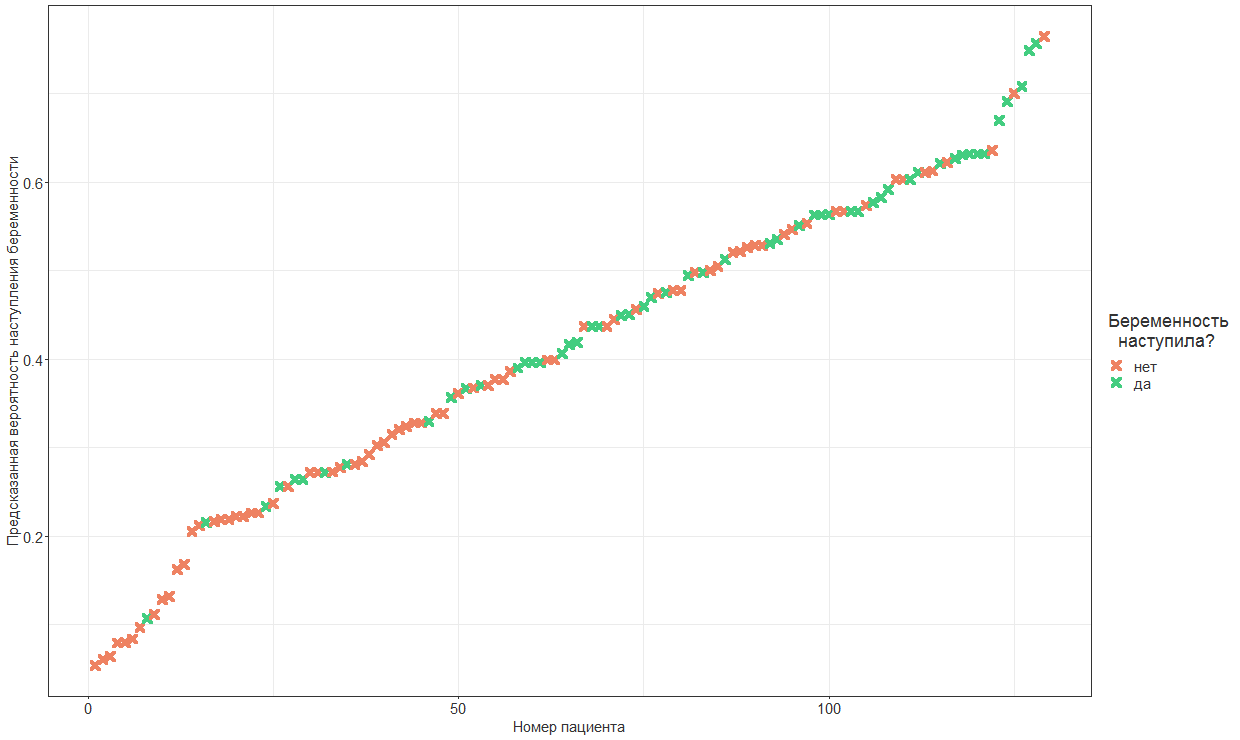 Предсказанная вероятность наступления беременности
0.6
0.4
0.2
0
50
100
Номер пациента
Беременность
наступила?
нет
да